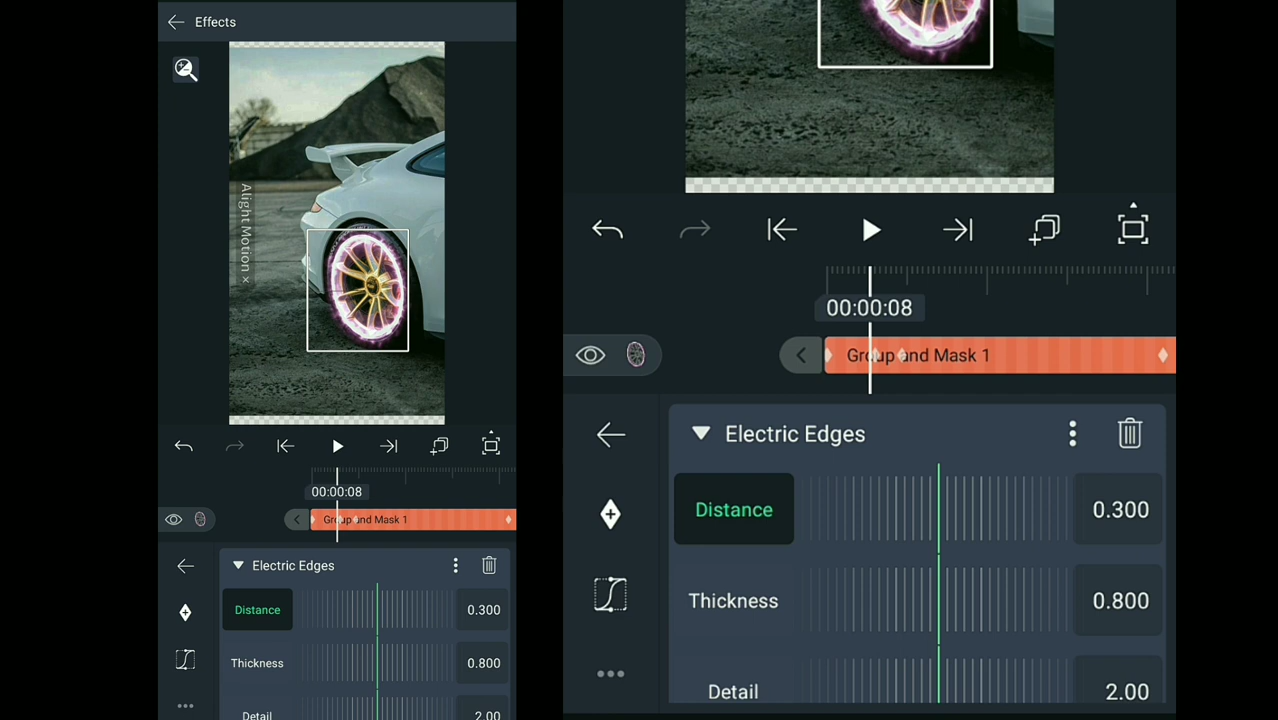 Effects
Alight Motion ×
00:00:08
Group and Mask 1
Electric Edges
Distance
0.300
Thickness
0.800
Detail
2.00
00:00:08
Group and Mask 1
Electric Edges
Distance
0.300
Thickness
0.800
Detail
2.00